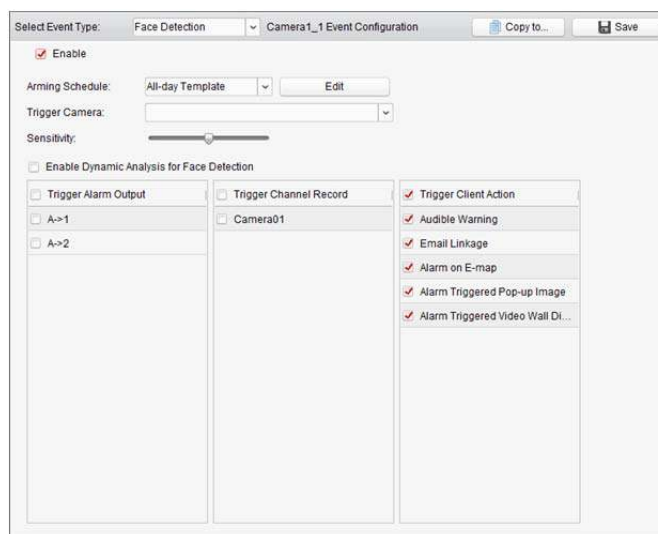 Select Event Type: Face Detection Camera1_1 Event Configuration Copy to... Save
Enable
Arming Schedule: All-day Template Edit
Trigger Camera:
Sensitivity:
Enable Dynamic Analysis for Face Detection
Trigger Alarm Output Trigger Channel Record Trigger Client Action
A->1 Camera01 Audible Warning
A->2 Email Linkage
Alarm on E-map
Alarm Triggered Pop-up Image
Alarm Triggered Video Wall Di...